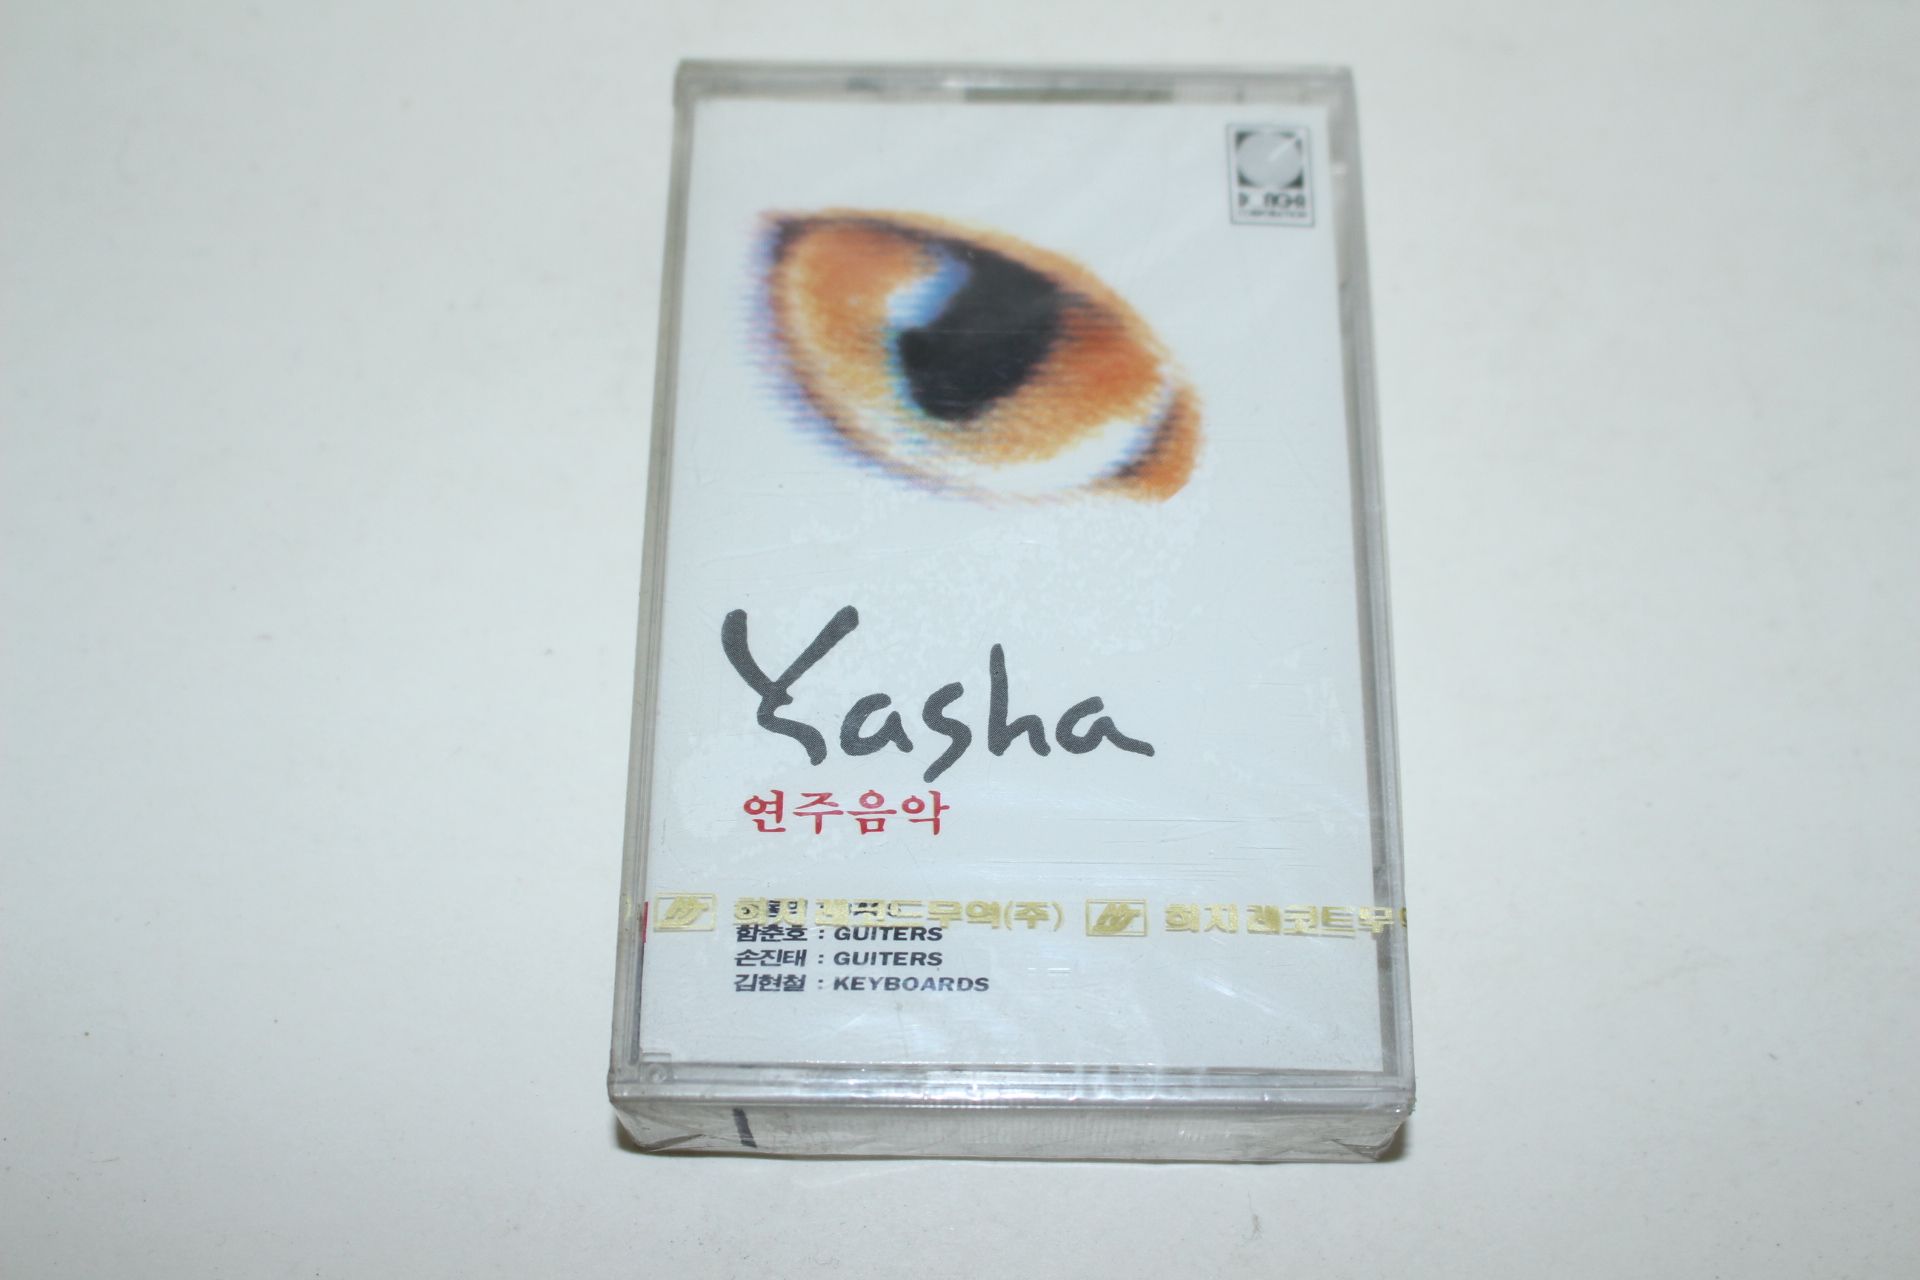 Yasha
연주음악
희지레코드무역(주) 희지레코드무역
함춘호 : GUITERS
손진태 : GUITERS
김현철 : KEYBOARDS